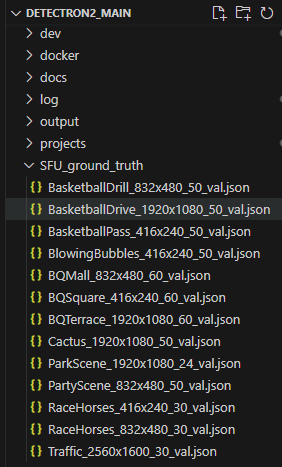 DETECTRON2_MAIN
dev
docker
docs
log
output
projects
SFU_ground_truth
{} BasketballDrill_832x480_50_val.json
{} BasketballDrive_1920x1080_50_val.json
{} BasketballPass_416x240_50_val.json
{} BlowingBubbles_416x240_50_val.json
{} BQMall_832x480_60_val.json
{} BQSquare_416x240_60_val.json
{} BQTerrace_1920x1080_60_val.json
{} Cactus_1920x1080_50_val.json
{} ParkScene_1920x1080_24_val.json
{} PartyScene_832x480_50_val.json
{} RaceHorses_416x240_30_val.json
{} RaceHorses_832x480_30_val.json
{} Traffic_2560x1600_30_val.json